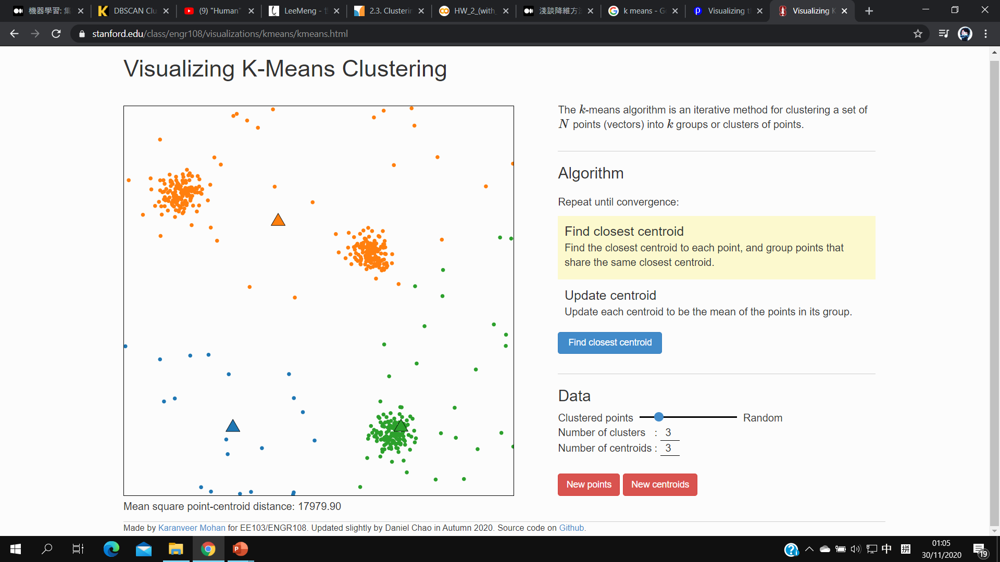 機器學習: 集
DBSCAN Clu
(9) "Human"
LeeMeng -
2.3. Clusterin
HW_2_(with_
淺談降維方法
k means - Go
Visualizing t
Visualizing K
stanford.edu/class/engr108/visualizations/kmeans/kmeans.html
Visualizing K-Means Clustering
The k-means algorithm is an iterative method for clustering a set of
N points (vectors) into k groups or clusters of points.
Algorithm
Repeat until convergence:
Find closest centroid
Find the closest centroid to each point, and group points that
share the same closest centroid.
Update centroid
Update each centroid to be the mean of the points in its group.
Find closest centroid
Data
Clustered points Random
Number of clusters : 3
Number of centroids : 3
New points New centroids
Mean square point-centroid distance: 17979.90
Made by Karanveer Mohan for EE103/ENGR108. Updated slightly by Daniel Chao in Autumn 2020. Source code on Github.
中 拼
01:05
30/11/2020
19